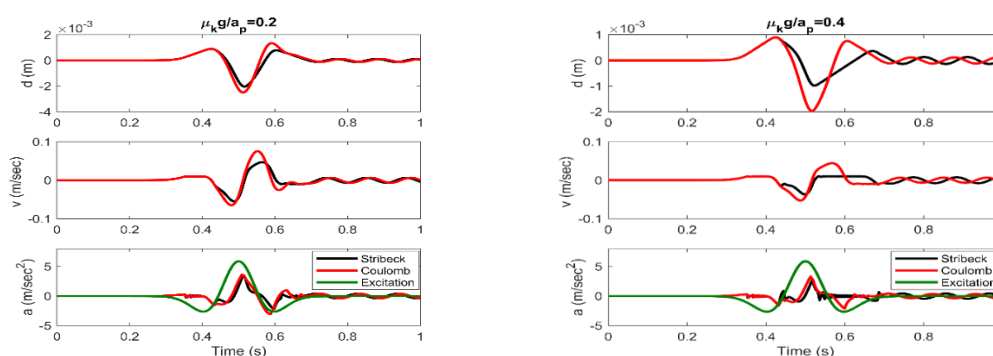 μkg/ap=0.2
×10-3
d (m)
2
0
-2
-4
0 0.2 0.4 0.6 0.8 1
v (m/sec)
0.1
0
-0.1
0 0.2 0.4 0.6 0.8 1
a (m/sec2)
5
0
-5
Stribeck
Coulomb
Excitation
0 0.2 0.4 0.6 0.8 1
Time (s)
μkg/ap=0.4
×10-3
d (m)
1
0
-1
-2
0 0.2 0.4 0.6 0.8
v (m/sec)
0.1
0
-0.1
0 0.2 0.4 0.6 0.8
a (m/sec2)
5
0
-5
Stribeck
Coulomb
Excitation
0 0.2 0.4 0.6 0.8
Time (s)